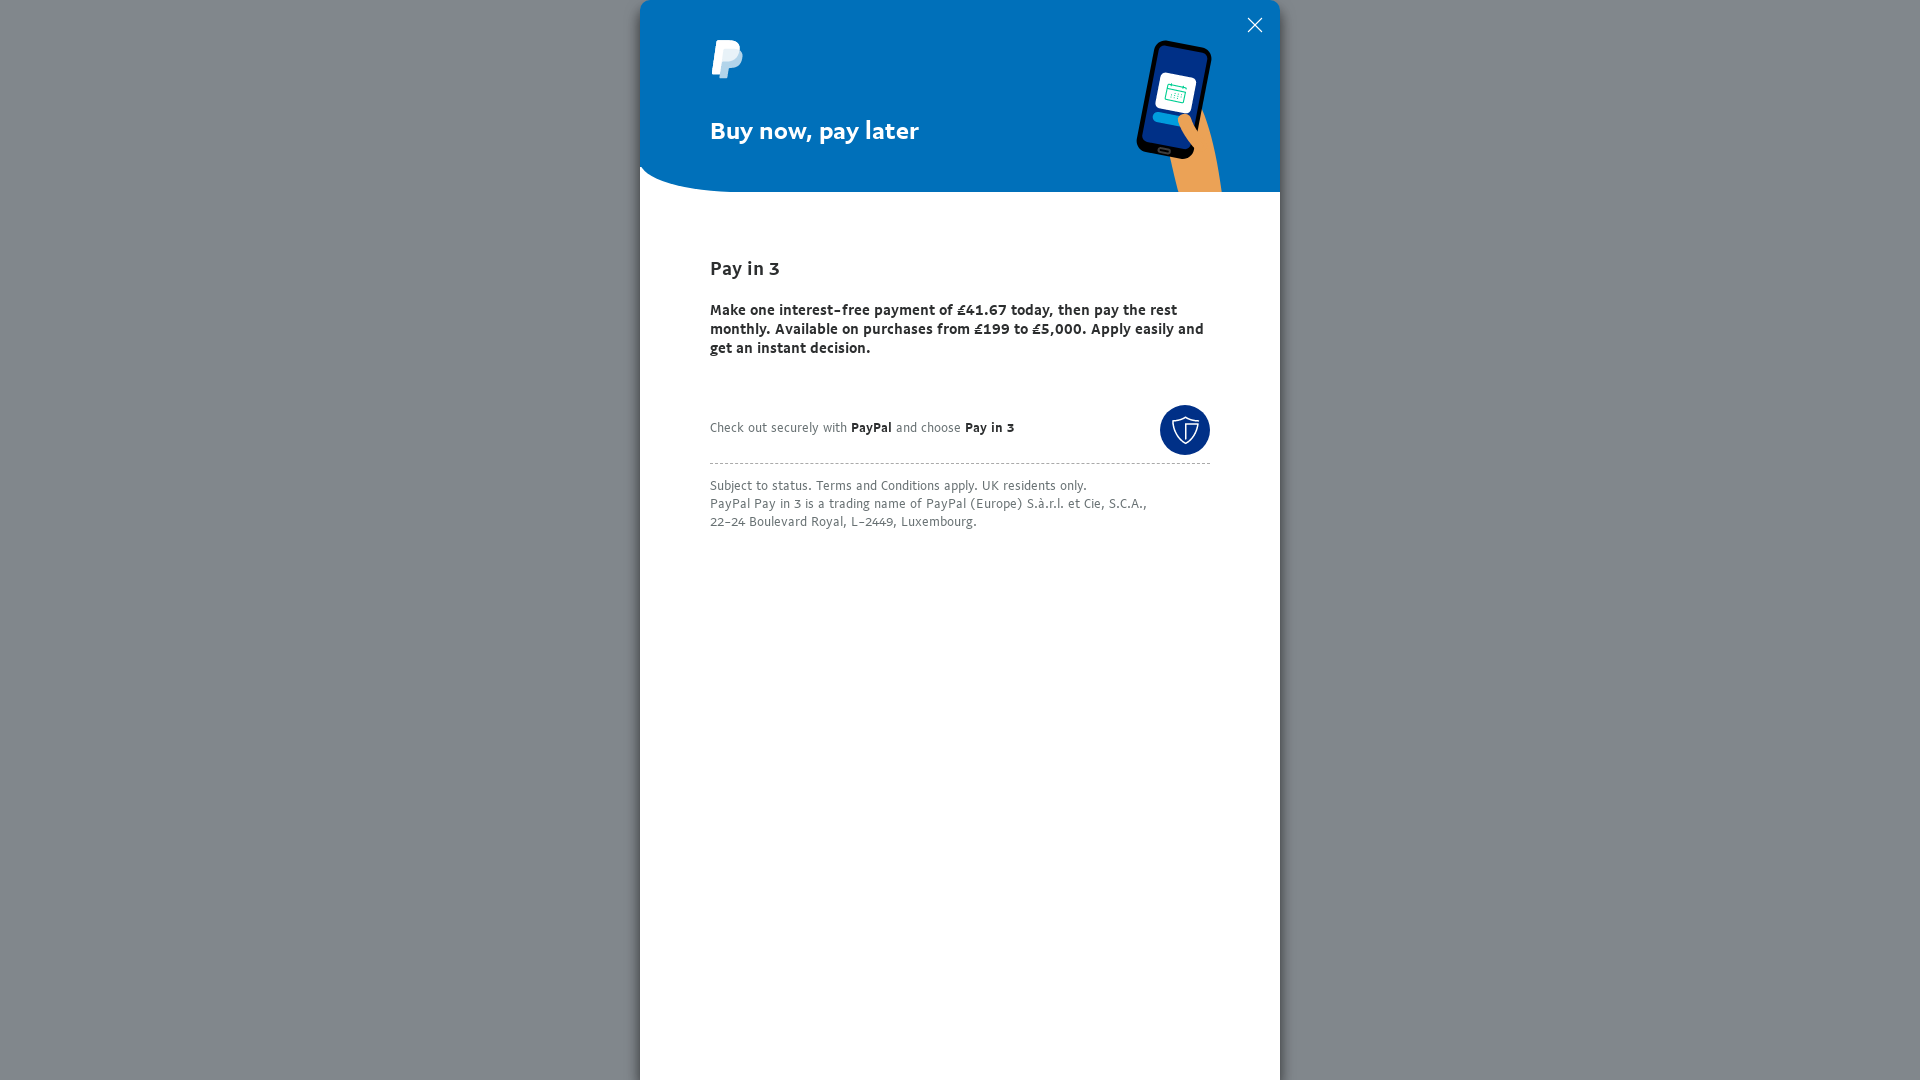 Buy now, pay later
Pay in 3
Make one interest-free payment of £41.67 today, then pay the rest
monthly. Available on purchases from £199 to £5,000. Apply easily and
get an instant decision.
Check out securely with PayPal and choose Pay in 3
Subject to status. Terms and Conditions apply. UK residents only.
PayPal Pay in 3 is a trading name of PayPal (Europe) S.à.r.l. et Cie, S.C.A.,
22-24 Boulevard Royal, L-2449, Luxembourg.